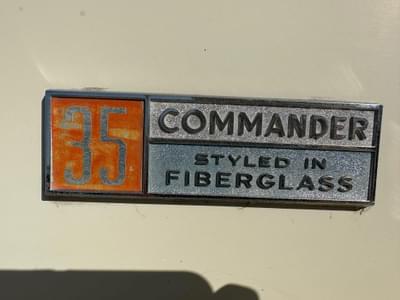 35
COMMANDER
STYLED IN
FIBERGLASS